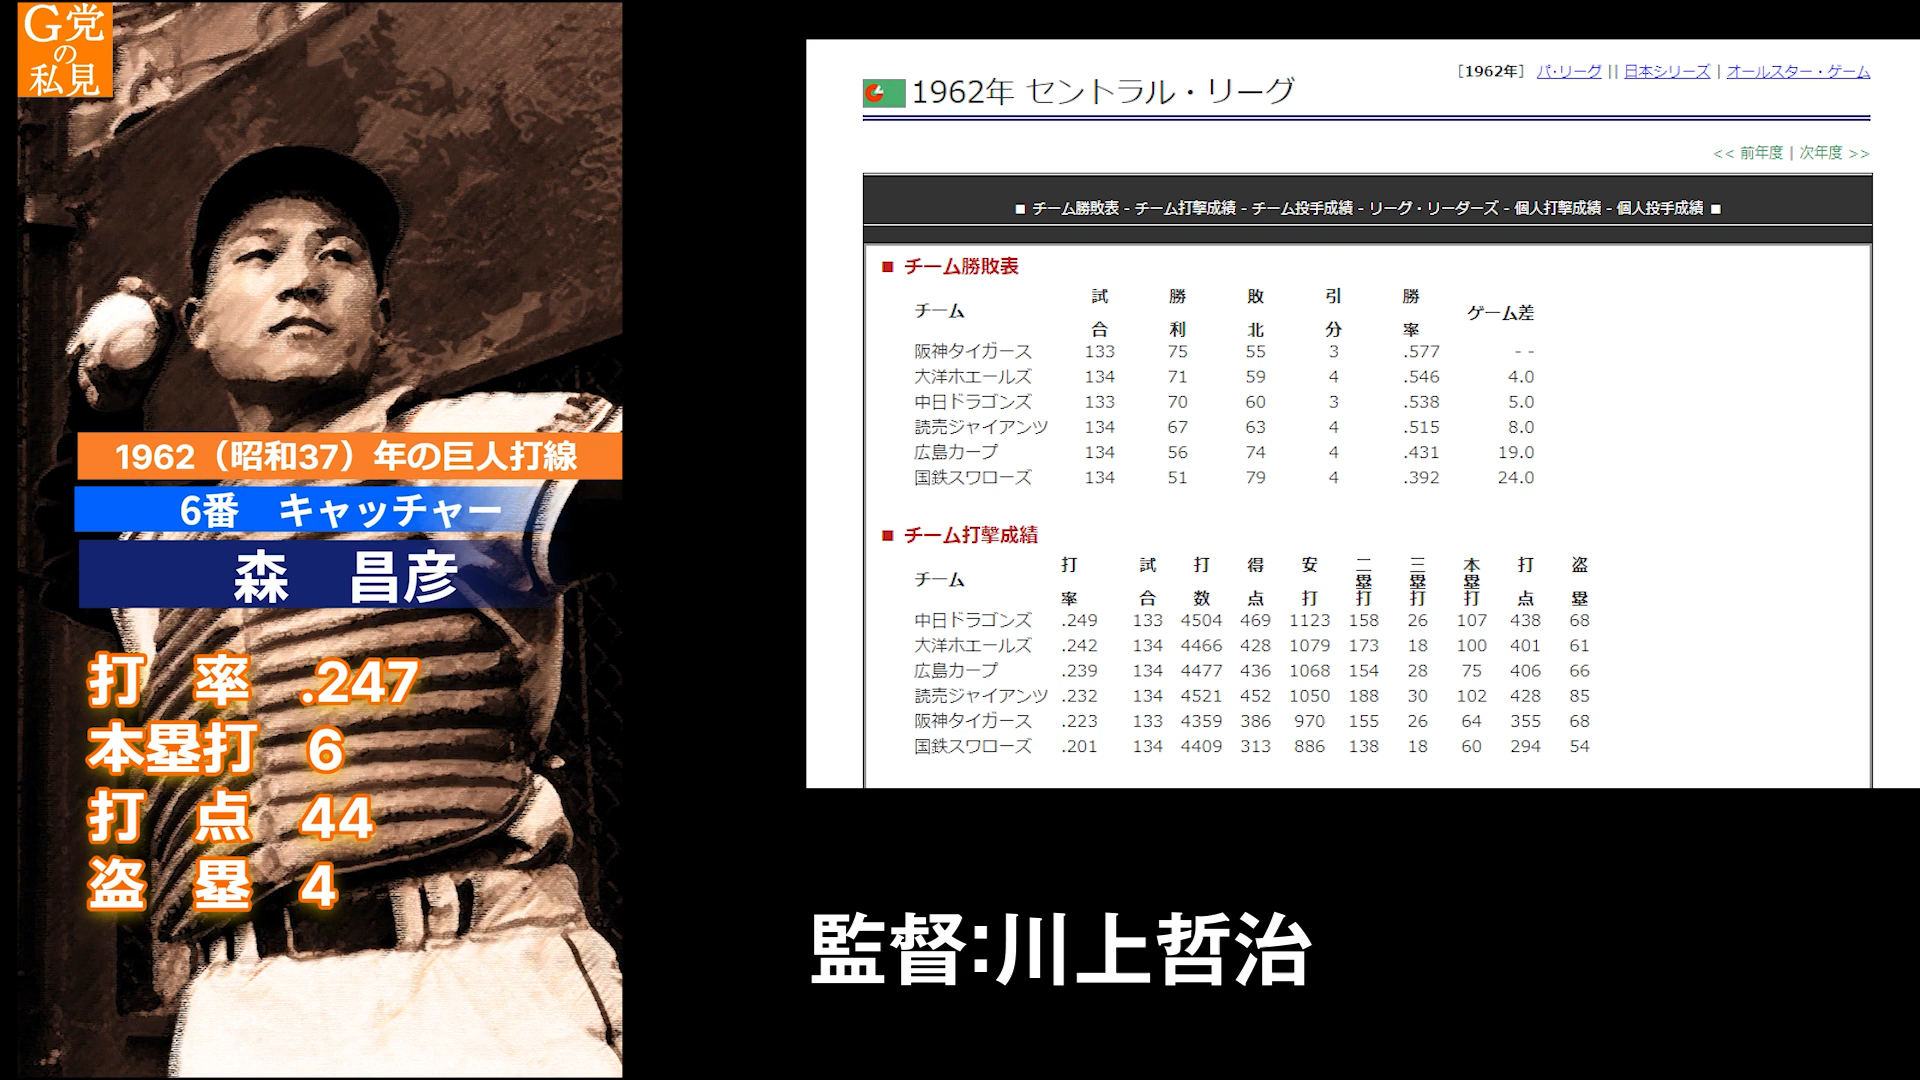 G党
の
私見
1962（昭和37）年の巨人打線
6番　キャッチャー
森　昌彦
打　率　.247
本塁打　6
打　点　44
盗　塁　4
［1962年］ パ・リーグ || 日本シリーズ | オールスター・ゲーム
1962年 セントラル・リーグ
<< 前年度 | 次年度 >>
■ チーム勝敗表 - チーム打撃成績 - チーム投手成績 - リーグ・リーダーズ - 個人打撃成績 - 個人投手成績 ■
■ チーム勝敗表
チーム 試合 勝利 敗北 引分 勝率 ゲーム差
阪神タイガース 133 75 55 3 .577 - -
大洋ホエールズ 134 71 59 4 .546 4.0
中日ドラゴンズ 133 70 60 3 .538 5.0
読売ジャイアンツ 134 67 63 4 .515 8.0
広島カープ 134 56 74 4 .431 19.0
国鉄スワローズ 134 51 79 4 .392 24.0
■ チーム打撃成績
チーム 打率 試合 打数 得点 安打 二塁打 三塁打 本塁打 打点 盗塁
中日ドラゴンズ .249 133 4504 469 1123 158 26 107 438 68
大洋ホエールズ .242 134 4466 428 1079 173 18 100 401 61
広島カープ .239 134 4477 436 1068 154 28 75 406 66
読売ジャイアンツ .232 134 4521 452 1050 188 30 102 428 85
阪神タイガース .223 133 4359 386 970 155 26 64 355 68
国鉄スワローズ .201 134 4409 313 886 138 18 60 294 54
監督:川上哲治